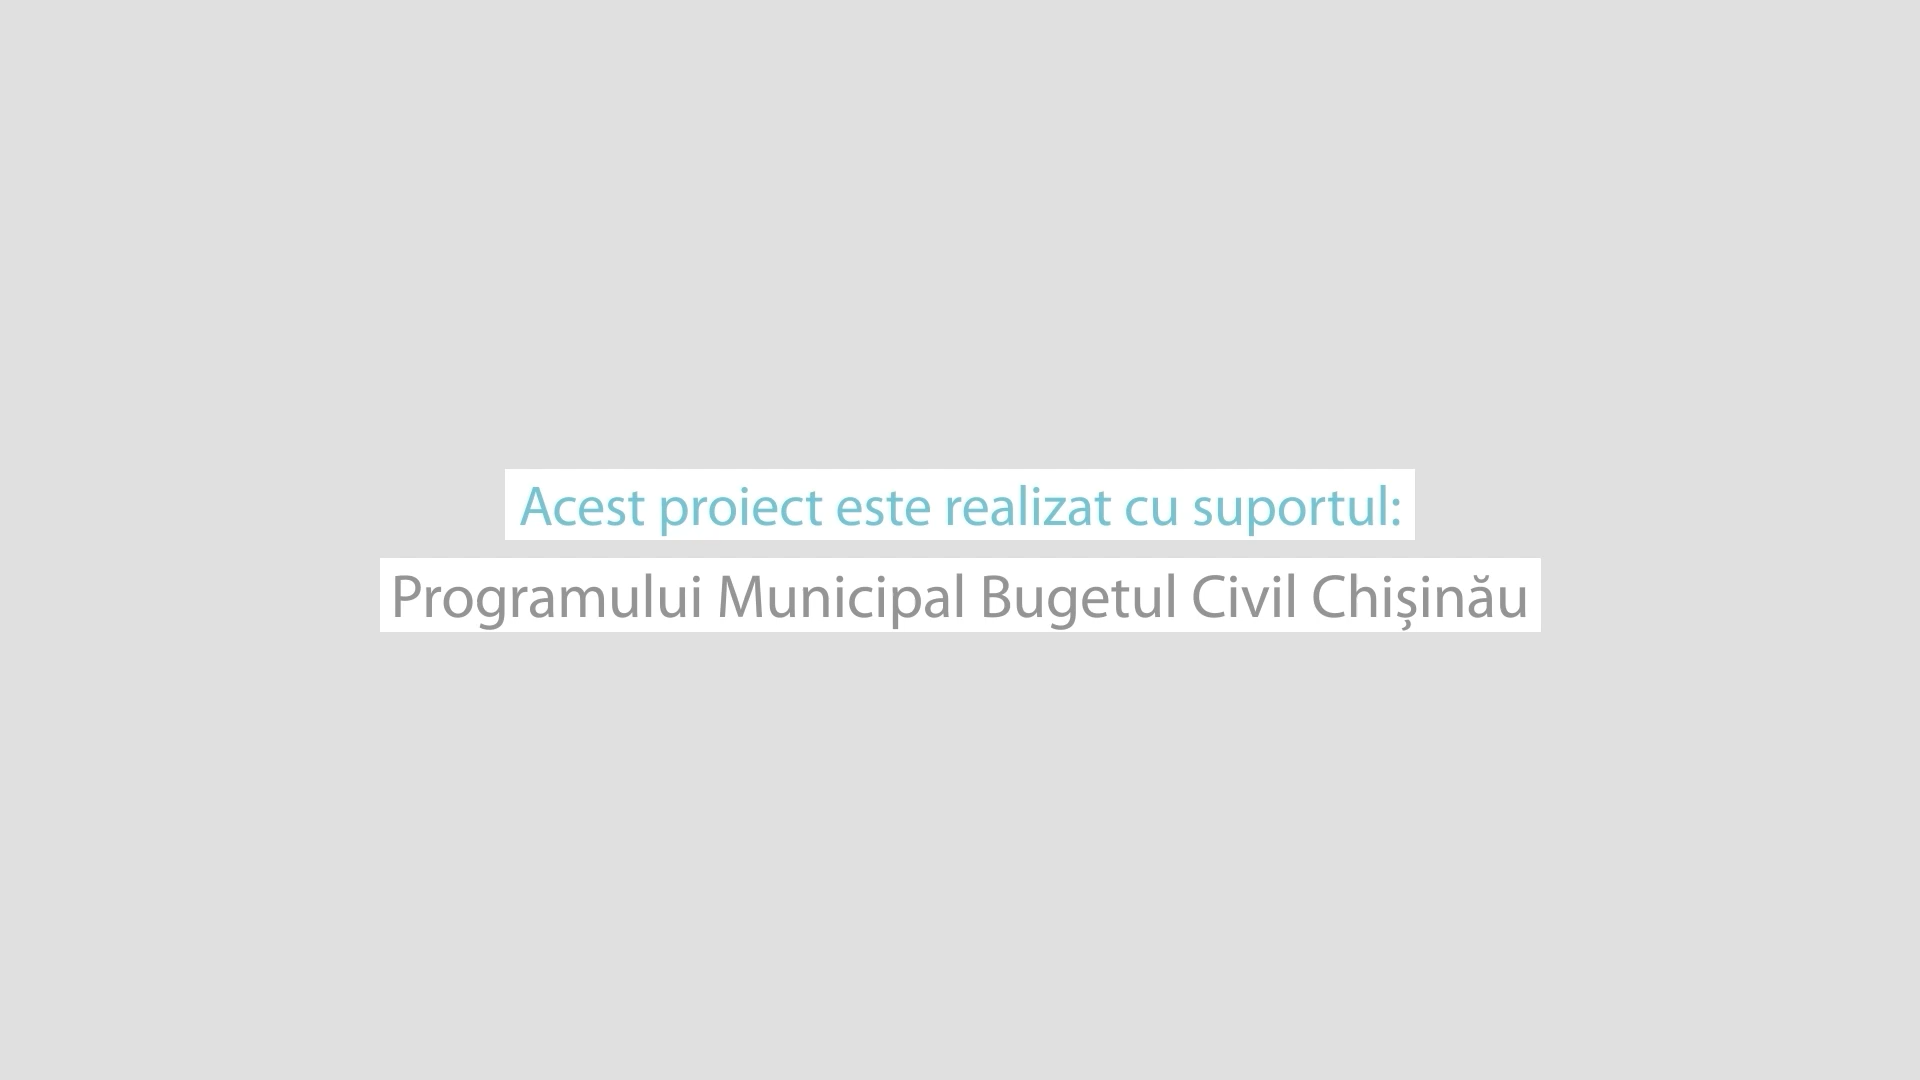 Acest proiect este realizat cu suportul:
Programului Municipal Bugetul Civil Chișinău